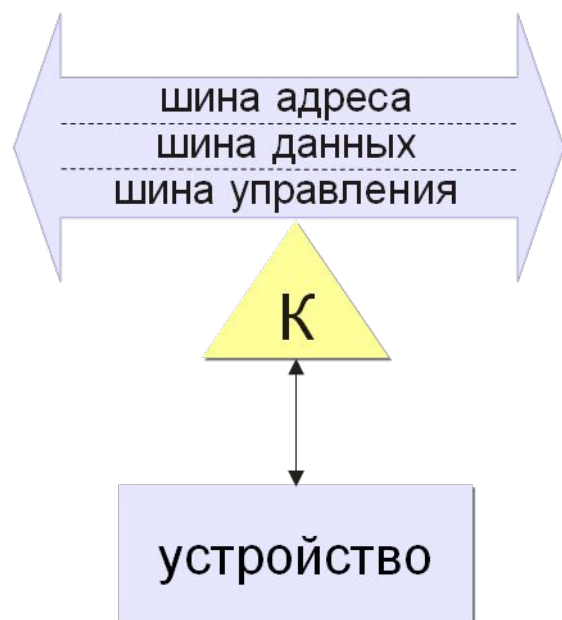 шина адреса
шина данных
шина управления
К
устройство